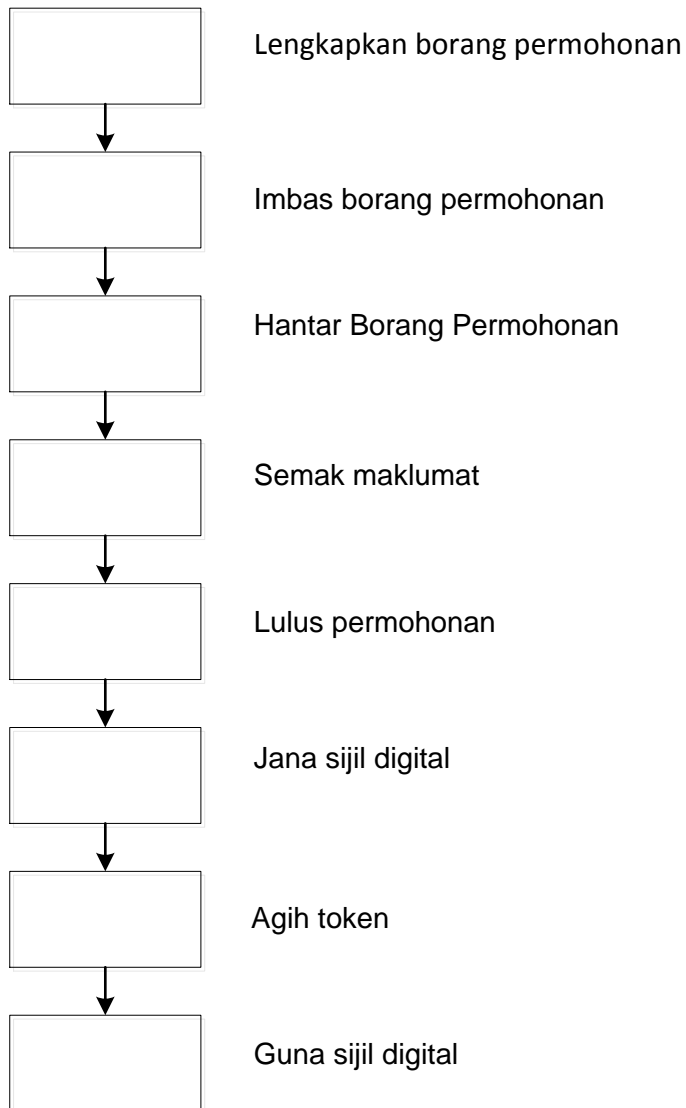 Lengkapkan borang permohonan
Imbas borang permohonan
Hantar Borang Permohonan
Semak maklumat
Lulus permohonan
Jana sijil digital
Agih token
Guna sijil digital